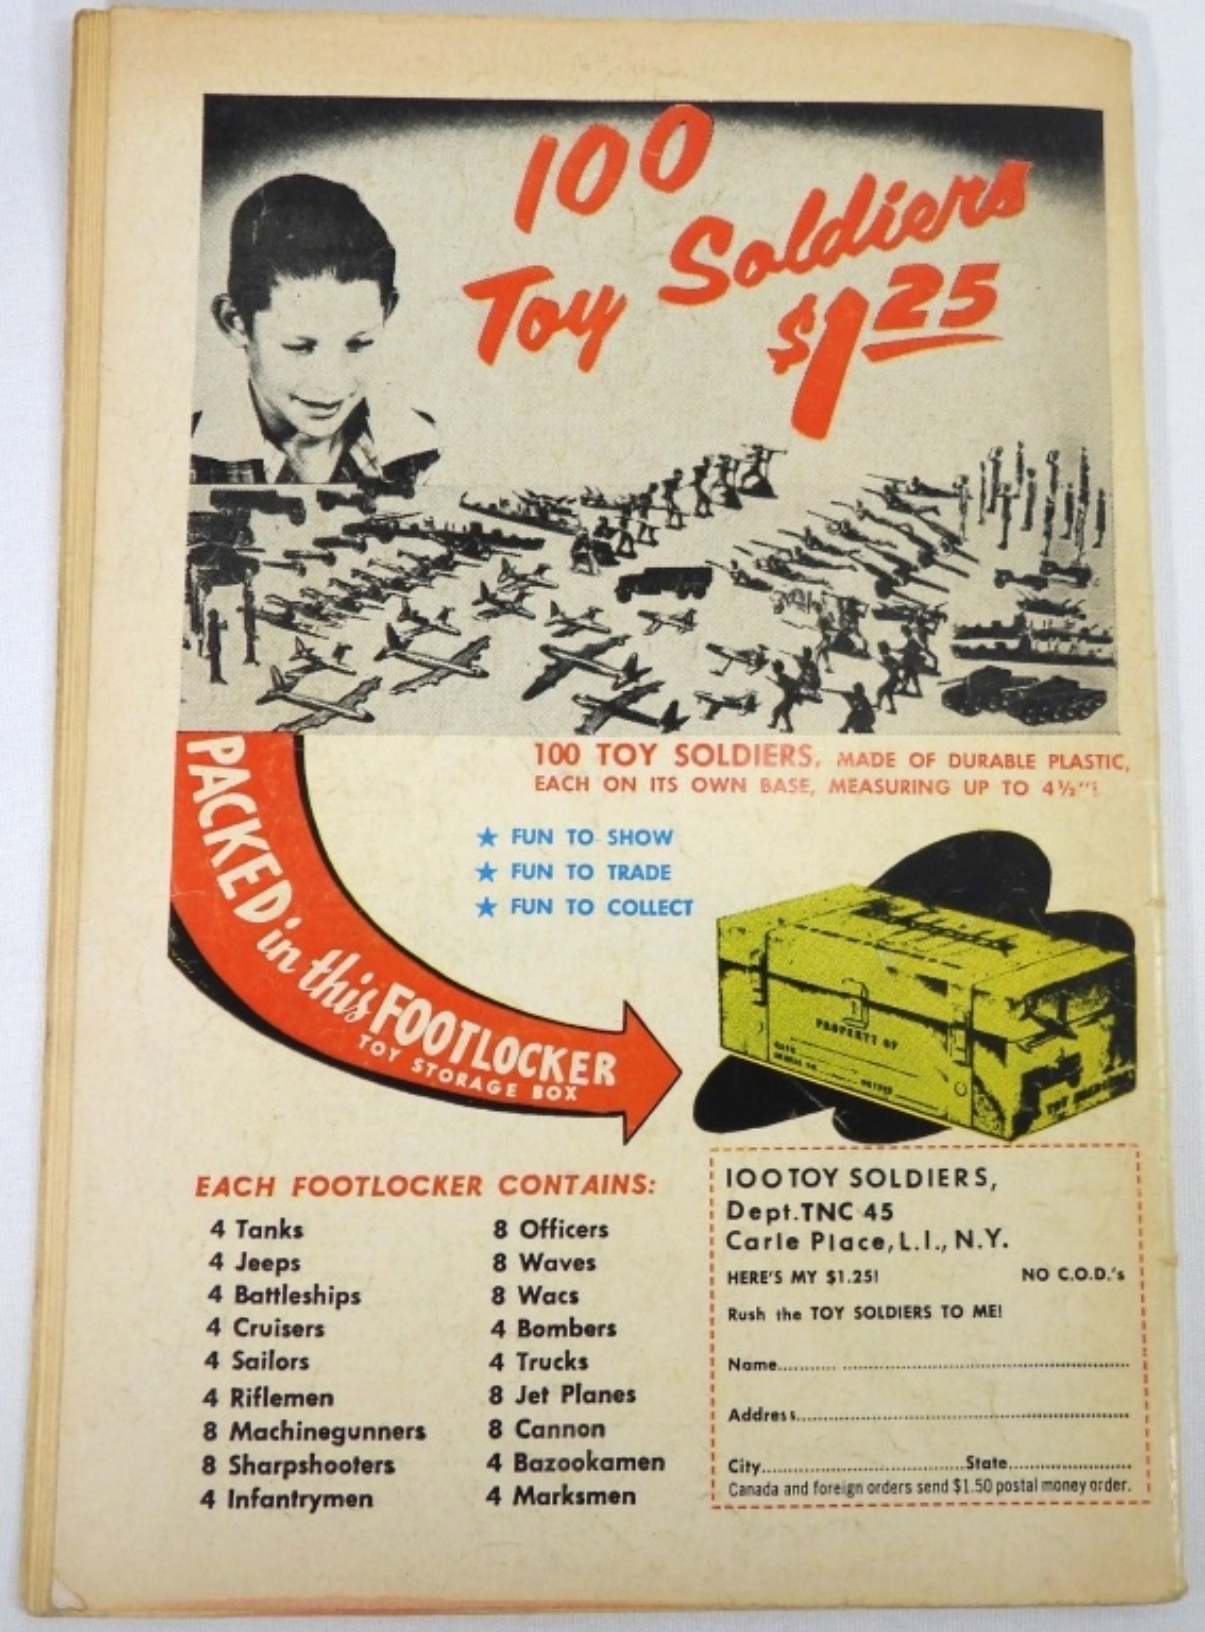 100
Toy Soldiers
$1.25
100 TOY SOLDIERS, MADE OF DURABLE PLASTIC,
EACH ON ITS OWN BASE, MEASURING UP TO 4½"!
★ FUN TO SHOW
★ FUN TO TRADE
★ FUN TO COLLECT
PACKED in this FOOTLOCKER
TOY STORAGE BOX
PROPERTY OF
EACH FOOTLOCKER CONTAINS:
4 Tanks
4 Jeeps
4 Battleships
4 Cruisers
4 Sailors
4 Riflemen
8 Machinegunners
8 Sharpshooters
4 Infantrymen
8 Officers
8 Waves
8 Wacs
4 Bombers
4 Trucks
8 Jet Planes
8 Cannon
4 Bazookamen
4 Marksmen
100 TOY SOLDIERS,
Dept. TNC 45
Carle Place, L.I., N.Y.
HERE'S MY $1.25! NO C.O.D.'s
Rush the TOY SOLDIERS TO ME!
Name
Address
City State
Canada and foreign orders send $1.50 postal money order.